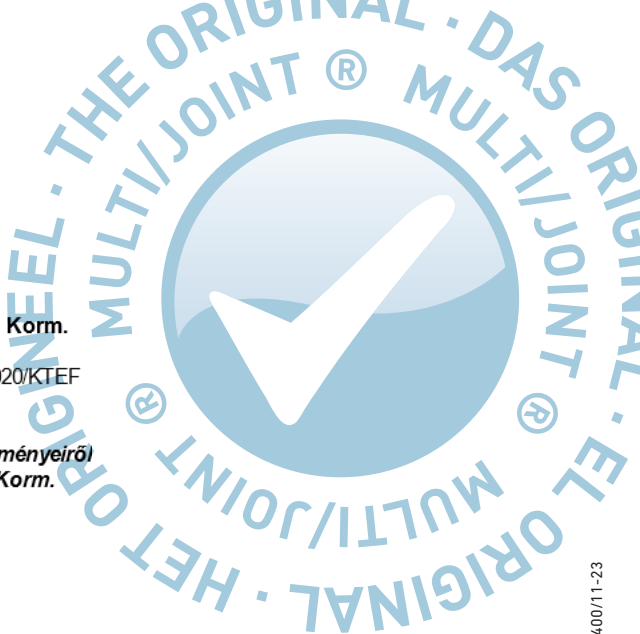 THE ORIGINAL · DAS ORIGINAL · EL ORIGINAL · HET ORIGINEEL ·
MULTI/JOINT ® MULTI/JOINT ® MULTI/JOINT ®
Korm.
020/KTEF
ményeiről
Korm.
400/11-23